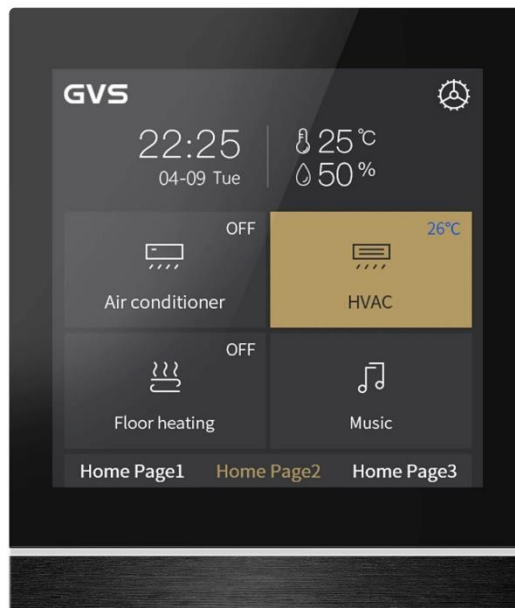 GVS
22:25
04-09 Tue
25℃
50%
OFF
Air conditioner
26℃
HVAC
OFF
Floor heating
Music
Home Page1 Home Page2 Home Page3